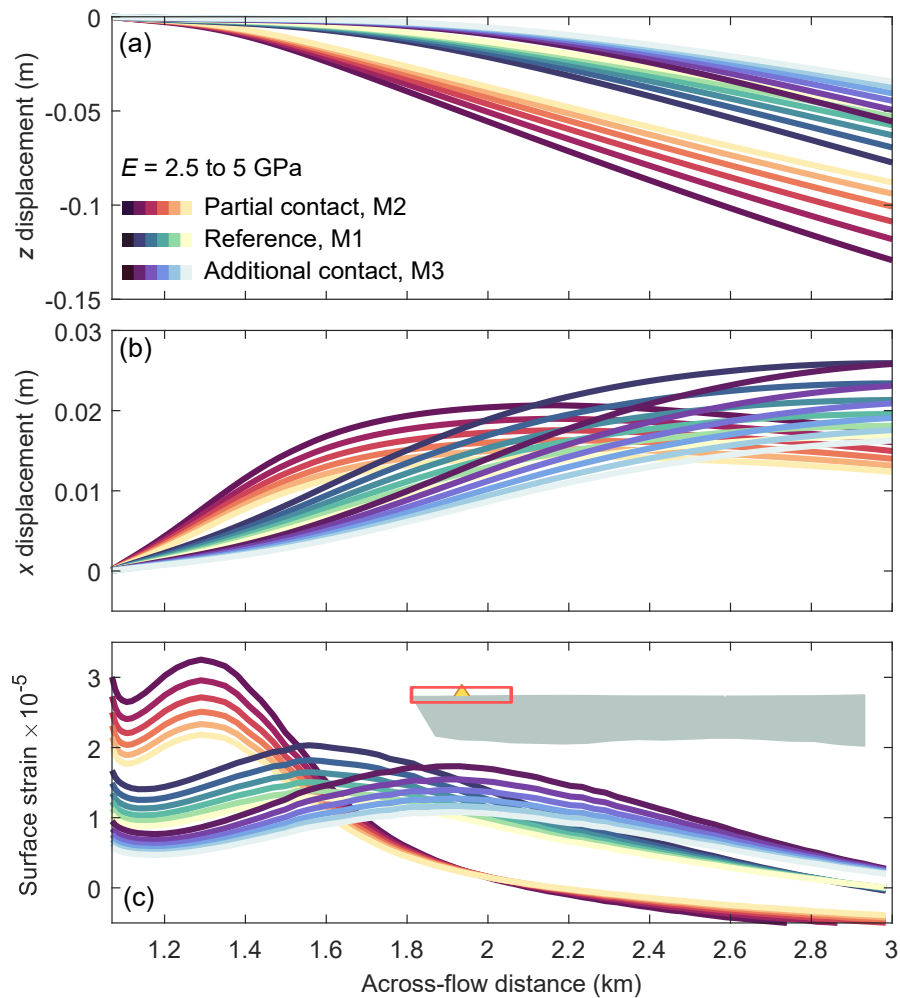 0
(a)
-0.05
z displacement (m)
E = 2.5 to 5 GPa
-0.1
Partial contact, M2
Reference, M1
Additional contact, M3
-0.15
0.03
(b)
0.02
x displacement (m)
0.01
0
3
2
Surface strain × 10-5
1
0
(c)
1.2 1.4 1.6 1.8 2 2.2 2.4 2.6 2.8 3
Across-flow distance (km)